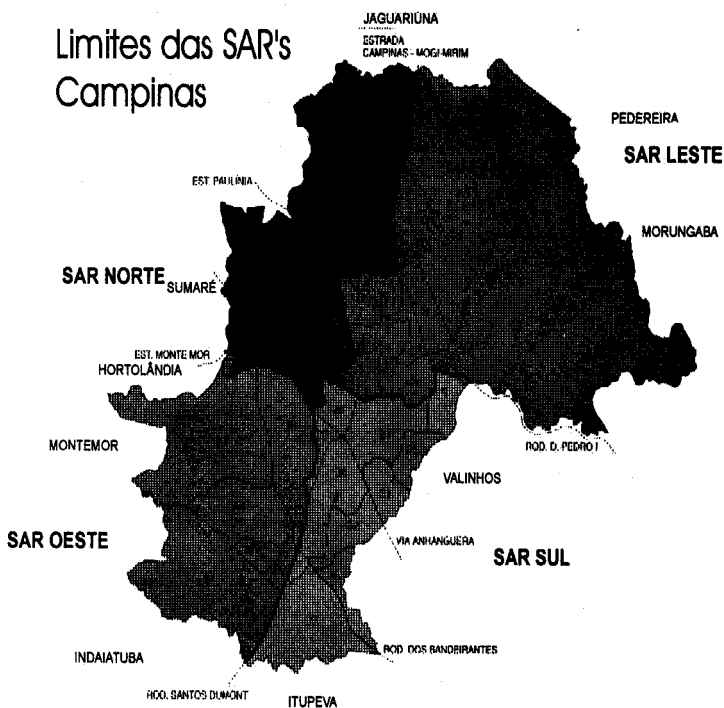 Limites das SAR's
Campinas
JAGUARIÚNA
ESTRADA
CAMPINAS - MOGI-MIRIM
PEDEREIRA
SAR LESTE
EST. PAULÍNIA
MORUNGABA
SAR NORTE
SUMARÉ
EST. MONTE MOR
HORTOLÂNDIA
MONTEMOR
ROD. D. PEDRO I
VALINHOS
SAR OESTE
VIA ANHANGUERA
SAR SUL
INDAIATUBA
ROD. DOS BANDEIRANTES
ROD. SANTOS DUMONT
ITUPEVA